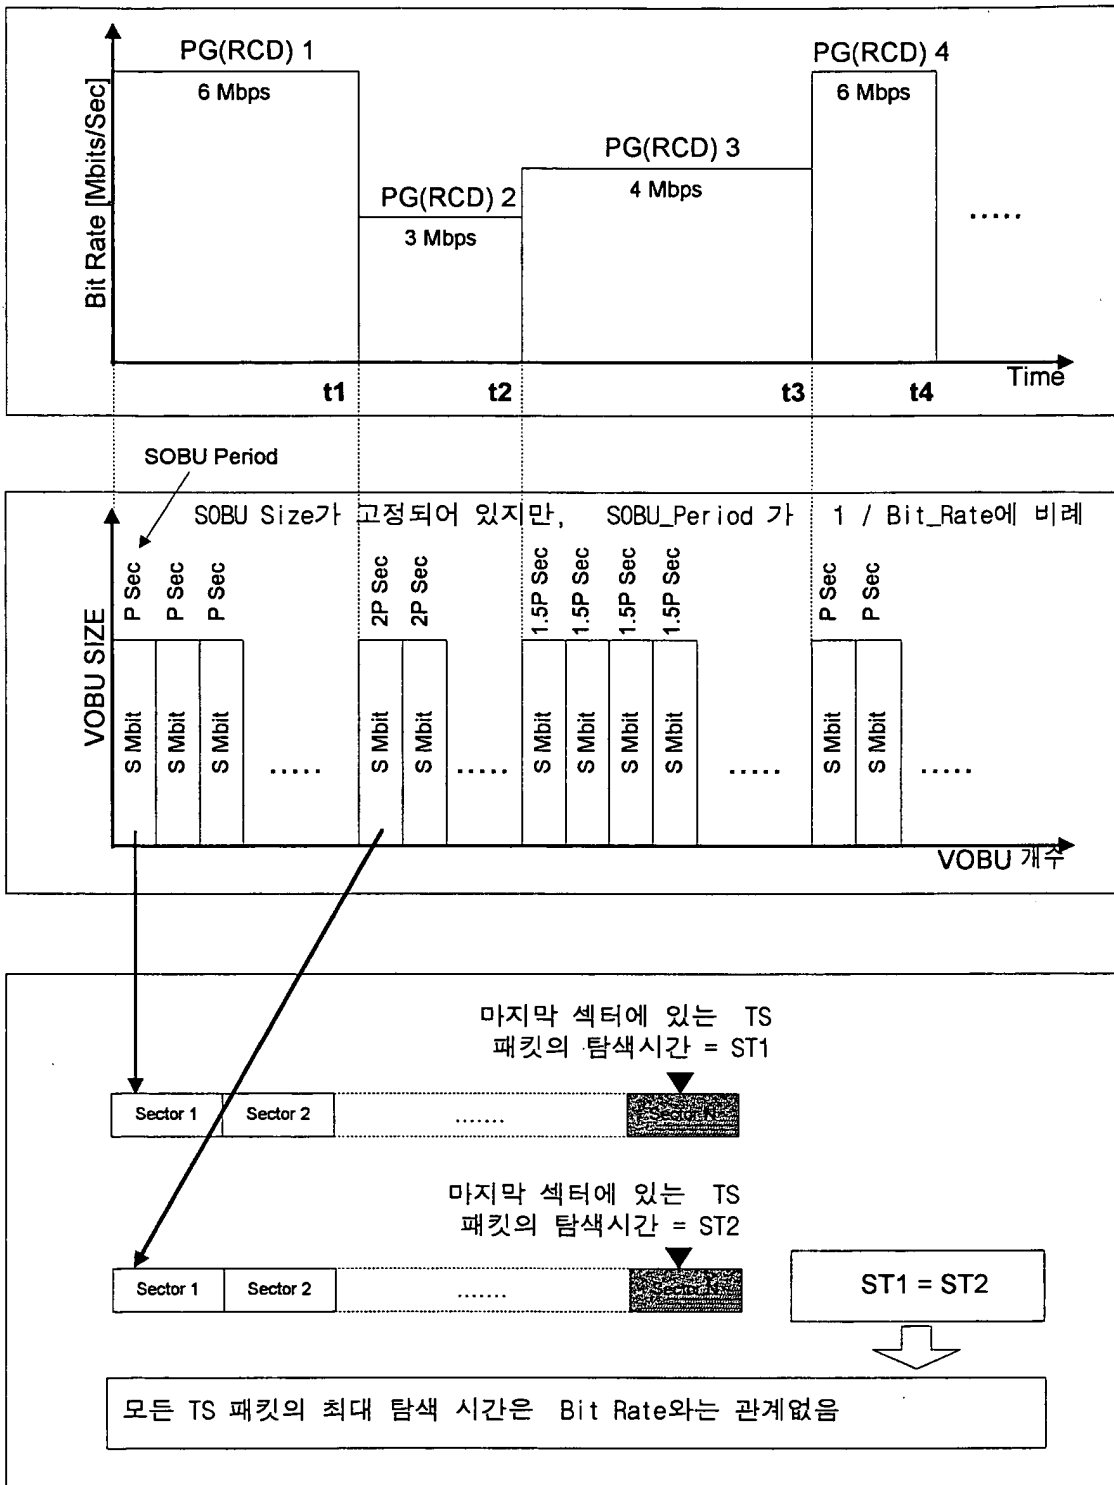 PG(RCD) 1
6 Mbps
PG(RCD) 2
3 Mbps
PG(RCD) 3
4 Mbps
PG(RCD) 4
6 Mbps
.....
Bit Rate [Mbits/Sec]
t1
t2
t3
t4
Time
SOBU Period
SOBU Size가 고정되어 있지만, SOBU_Period 가 1 / Bit_Rate에 비례
VOBU SIZE
P Sec
P Sec
P Sec
2P Sec
2P Sec
1.5P Sec
1.5P Sec
1.5P Sec
1.5P Sec
P Sec
P Sec
S Mbit
S Mbit
S Mbit
.....
S Mbit
S Mbit
.....
S Mbit
S Mbit
S Mbit
S Mbit
.....
S Mbit
S Mbit
.....
VOBU 개수
마지막 섹터에 있는 TS
패킷의 탐색시간 = ST1
Sector 1
Sector 2
.......
Sector N
마지막 섹터에 있는 TS
패킷의 탐색시간 = ST2
Sector 1
Sector 2
.......
Sector N
ST1 = ST2
모든 TS 패킷의 최대 탐색 시간은 Bit Rate와는 관계없음